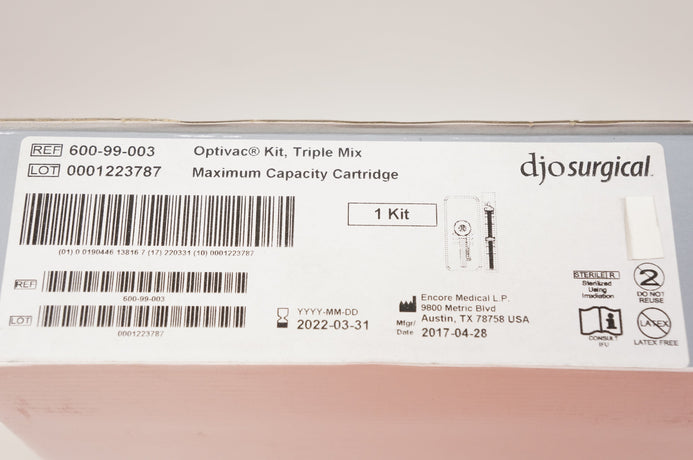 REF 600-99-003
LOT 0001223787
Optivac® Kit, Triple Mix
Maximum Capacity Cartridge
djosurgical
1 Kit
(01) 0 0190446 13816 7 (17) 220331 (10) 0001223787
REF
600-99-003
LOT
0001223787
YYYY-MM-DD
2022-03-31
Encore Medical L.P.
9800 Metric Blvd
Austin, TX 78758 USA
Mfgr/
Date 2017-04-28
STERILE R
Sterilized
Using
Irradiation
2
DO NOT
REUSE
i
CONSULT
IFU
LATEX
LATEX FREE